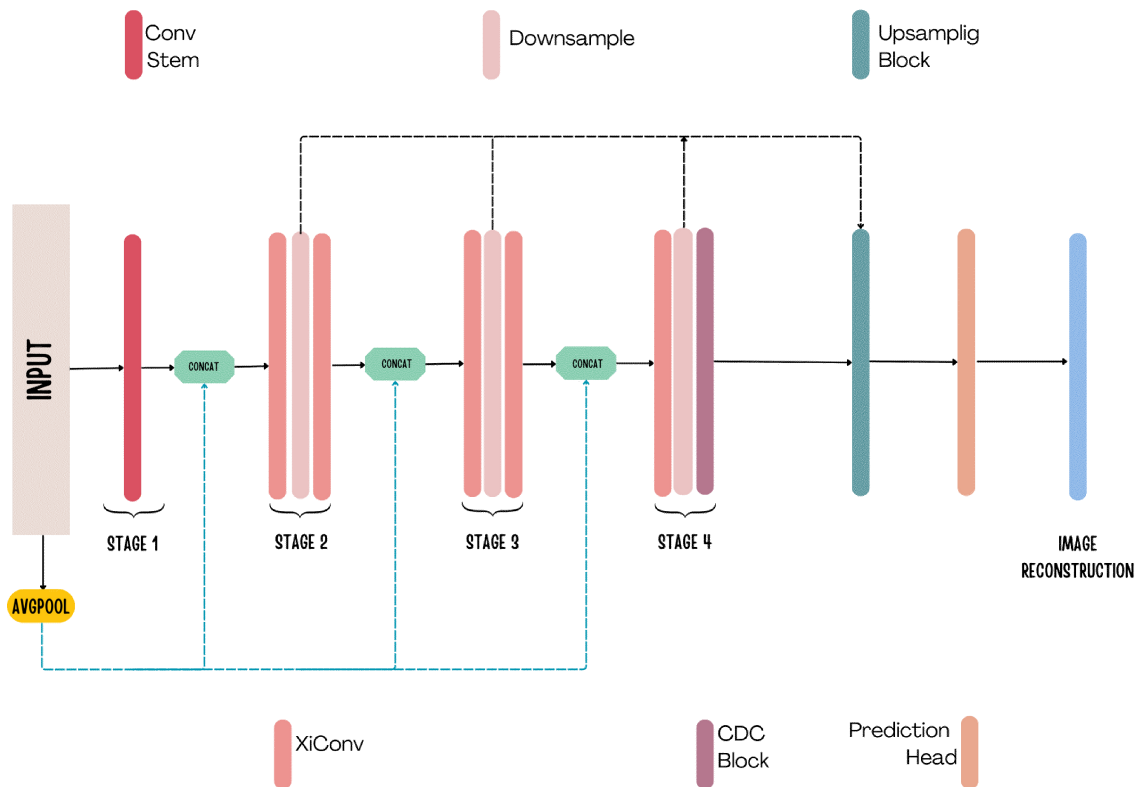 Conv
Stem
Downsample
Upsamplig
Block
INPUT
CONCAT
CONCAT
CONCAT
STAGE 1
STAGE 2
STAGE 3
STAGE 4
IMAGE
RECONSTRUCTION
AVGPOOL
XiConv
CDC
Block
Prediction
Head